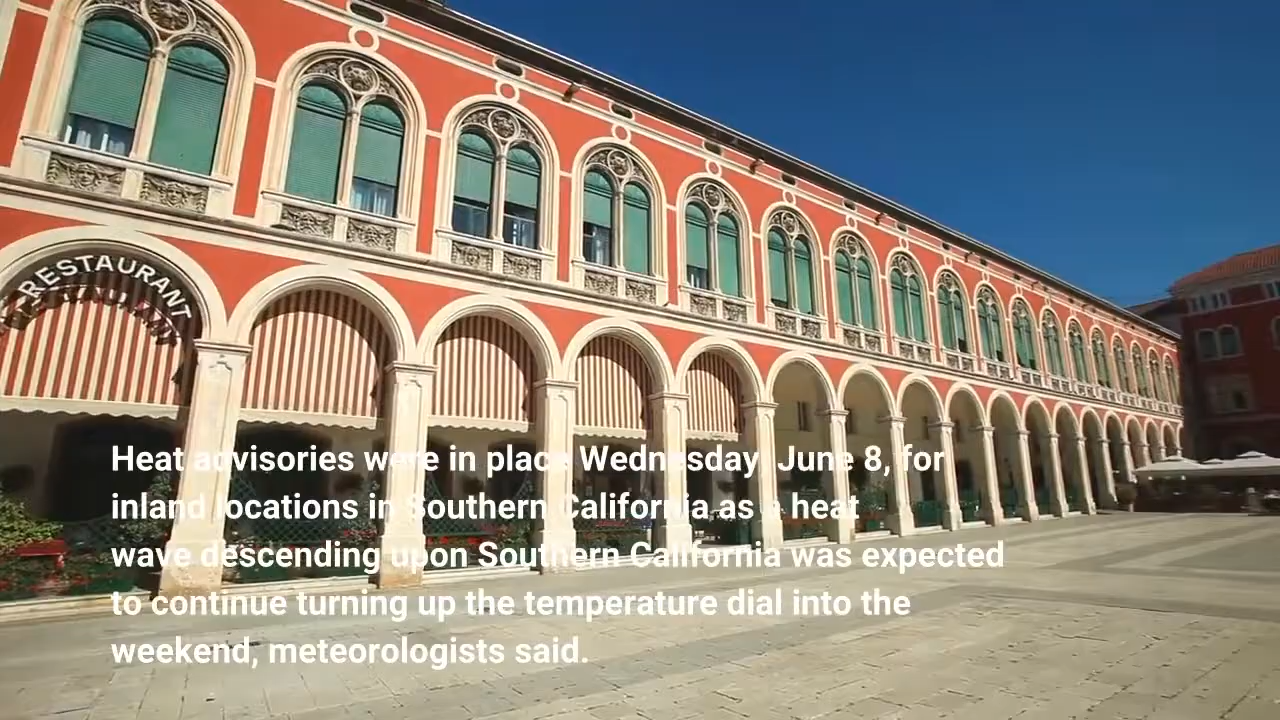 RESTAURANT
Heat advisories were in place Wednesday, June 8, for
inland locations in Southern California as a heat
wave descending upon Southern California was expected
to continue turning up the temperature dial into the
weekend, meteorologists said.